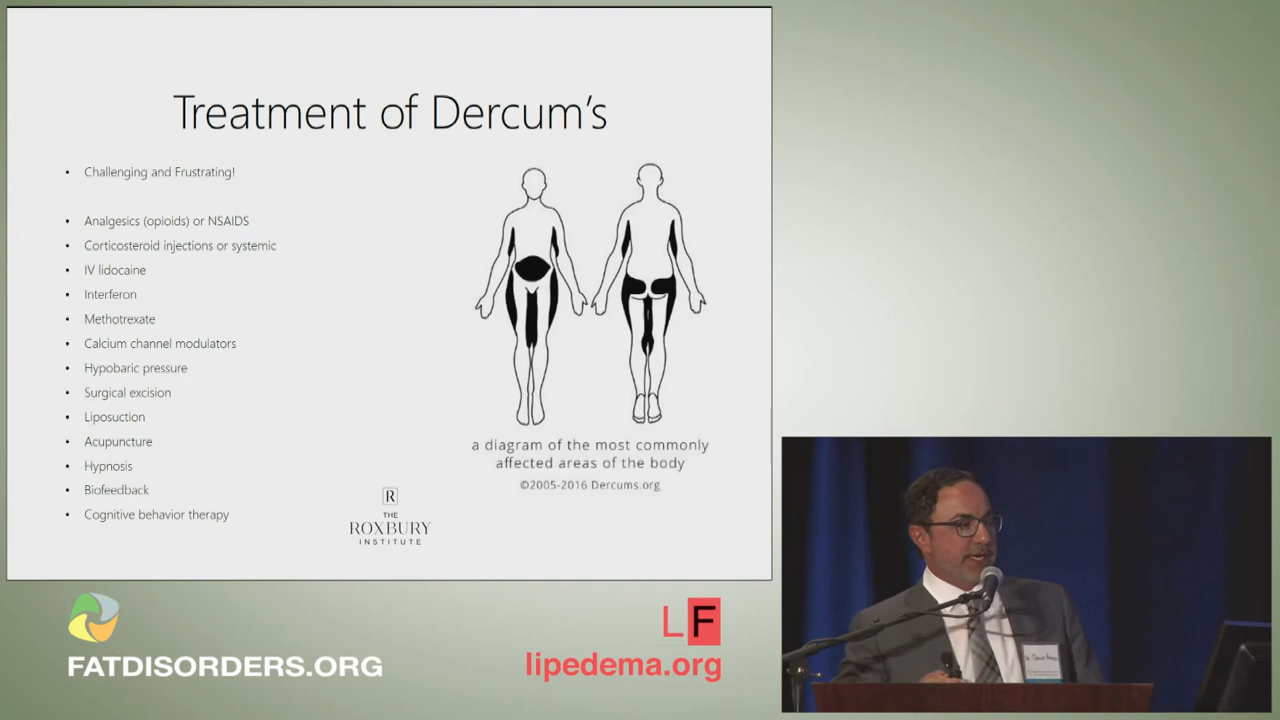 Treatment of Dercum's
• Challenging and Frustrating!
• Analgesics (opioids) or NSAIDS
• Corticosteroid injections or systemic
• IV lidocaine
• Interferon
• Methotrexate
• Calcium channel modulators
• Hypobaric pressure
• Surgical excision
• Liposuction
• Acupuncture
• Hypnosis
• Biofeedback
• Cognitive behavior therapy
a diagram of the most commonly
affected areas of the body
©2005-2016 Dercums.org
R
THE
ROXBURY
INSTITUTE
FATDISORDERS.ORG
LF
lipedema.org
Dr.